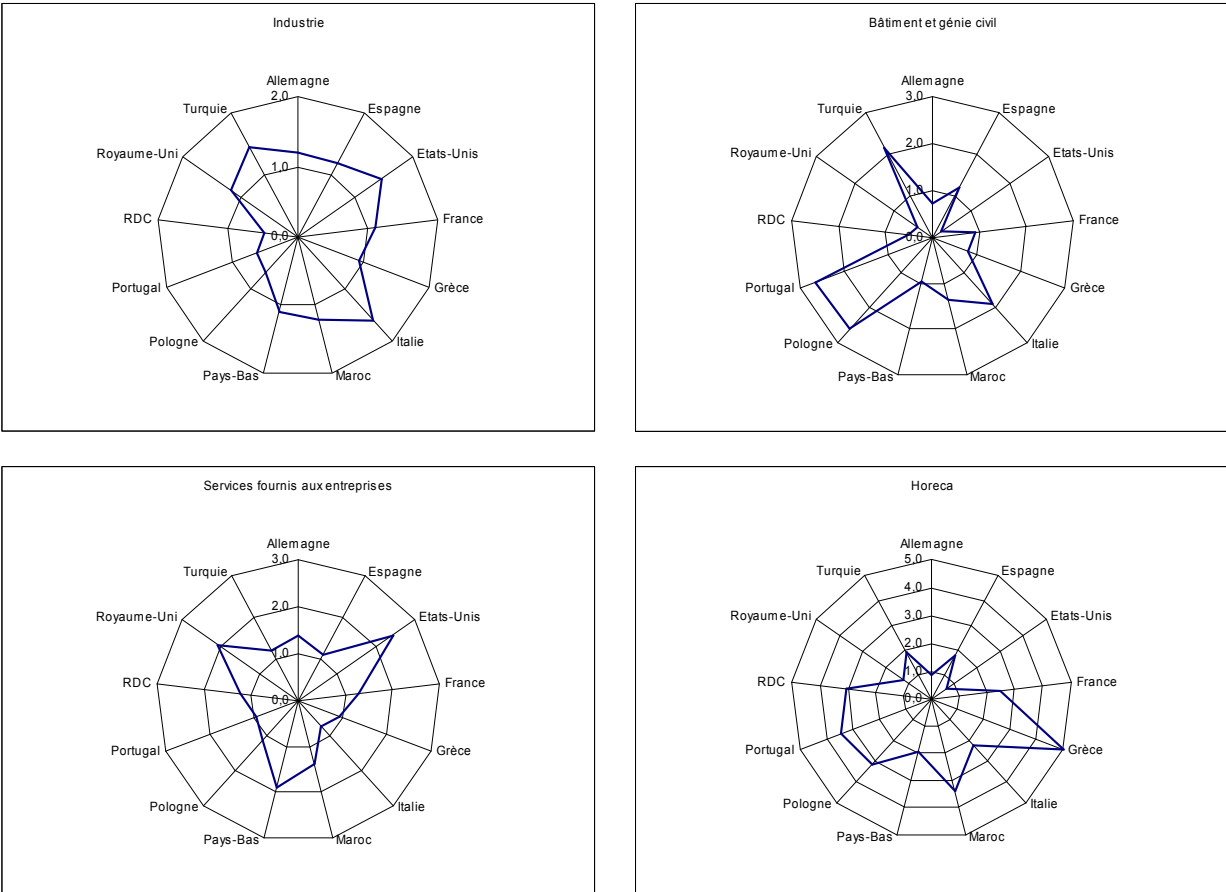 Industrie
Allemagne
2,0
Turquie
Espagne
Royaume-Uni
Etats-Unis
1,0
RDC
France
0,0
Portugal
Grèce
Pologne
Italie
Pays-Bas
Maroc
Bâtiment et génie civil
Allemagne
3,0
Turquie
Espagne
2,0
Royaume-Uni
Etats-Unis
1,0
RDC
France
0,0
Portugal
Grèce
Pologne
Italie
Pays-Bas
Maroc
Services fournis aux entreprises
Allemagne
3,0
Turquie
Espagne
2,0
Royaume-Uni
Etats-Unis
1,0
RDC
France
0,0
Portugal
Grèce
Pologne
Italie
Pays-Bas
Maroc
Horeca
Allemagne
5,0
Turquie
Espagne
4,0
3,0
Royaume-Uni
Etats-Unis
2,0
1,0
RDC
France
0,0
Portugal
Grèce
Pologne
Italie
Pays-Bas
Maroc